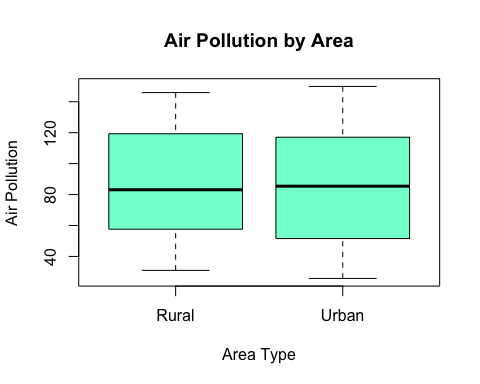 Air Pollution by Area
Air Pollution
120
80
40
Rural Urban
Area Type